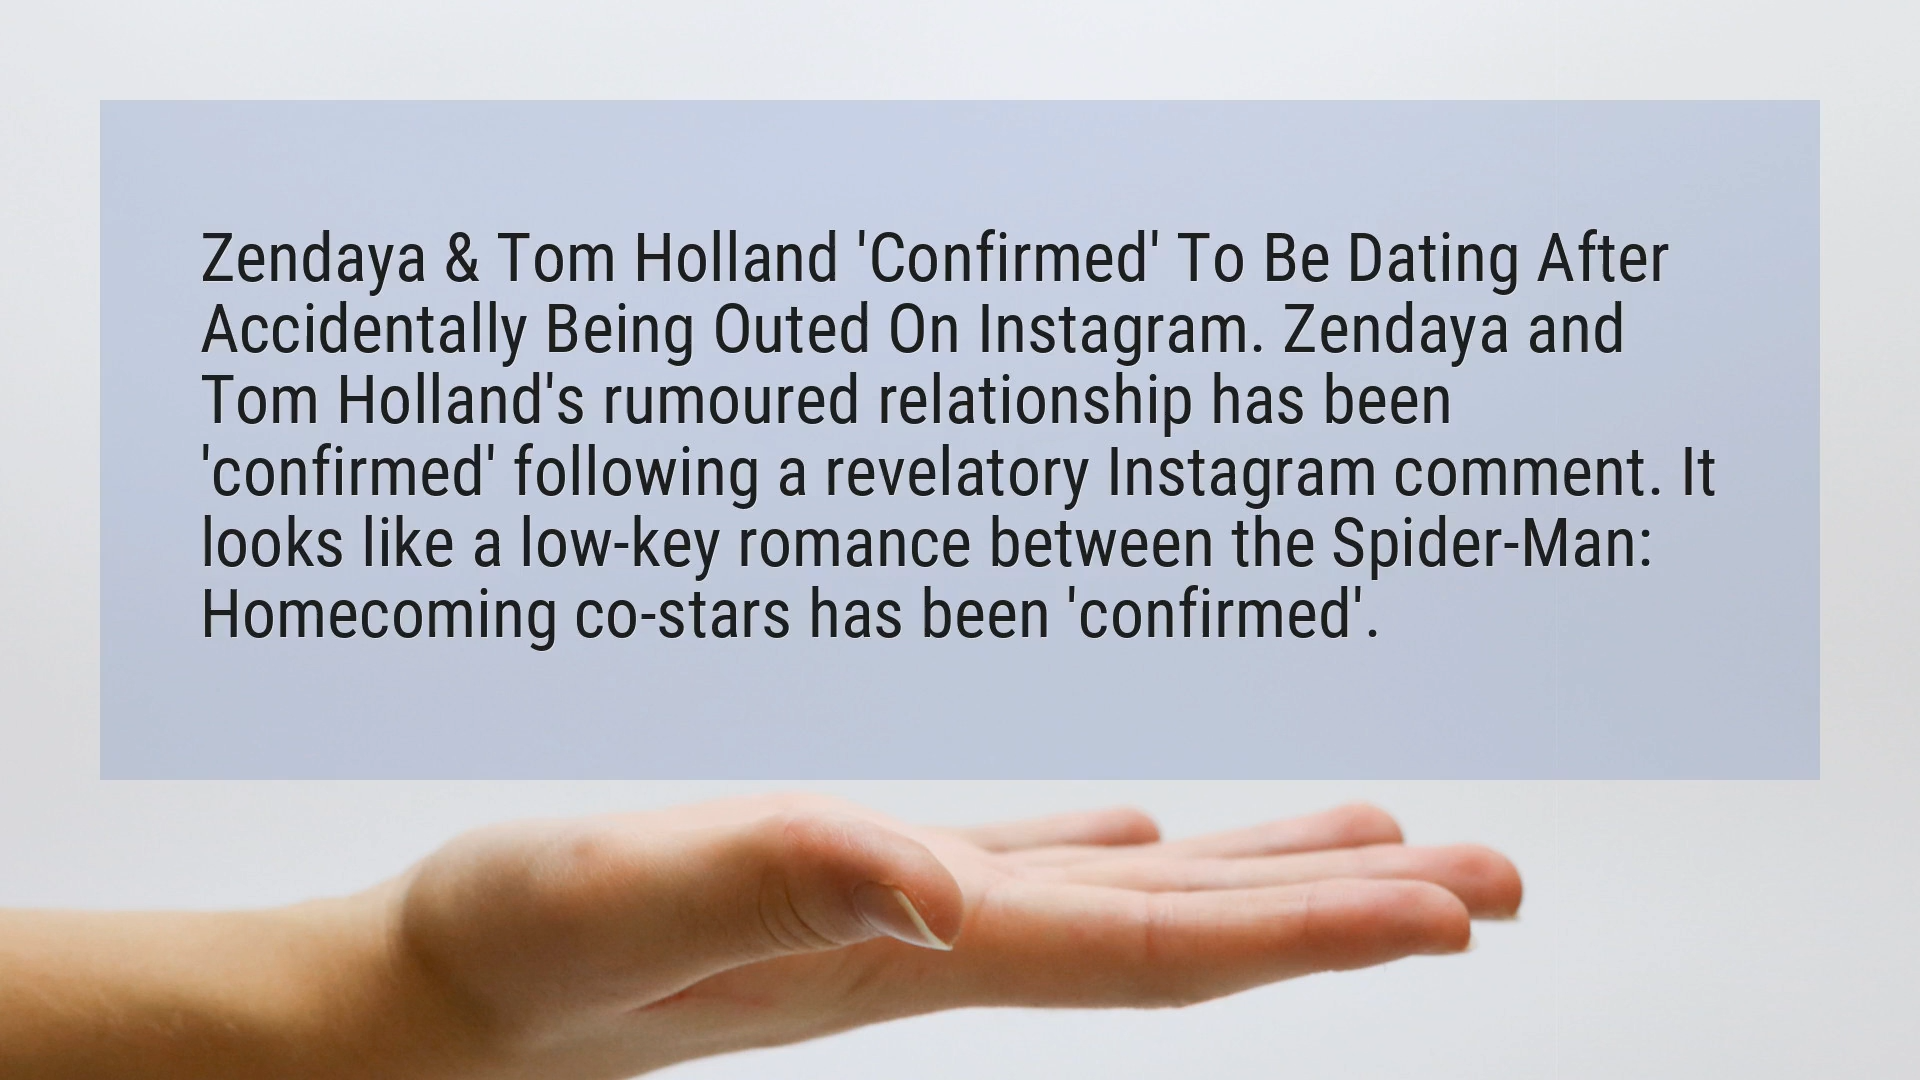 Zendaya & Tom Holland 'Confirmed' To Be Dating After
Accidentally Being Outed On Instagram. Zendaya and
Tom Holland's rumoured relationship has been
'confirmed' following a revelatory Instagram comment. It
looks like a low-key romance between the Spider-Man:
Homecoming co-stars has been 'confirmed'.